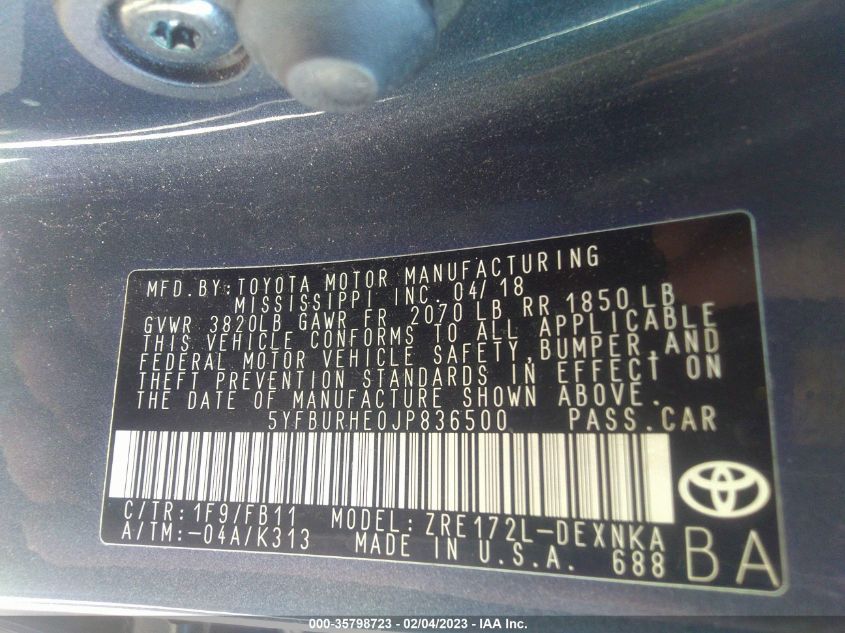 MFD. BY: TOYOTA MOTOR MANUFACTURING
MISSISSIPPI INC. 04/18
GVWR 3820LB GAWR FR 2070 LB RR 1850 LB
THIS VEHICLE CONFORMS TO ALL APPLICABLE
FEDERAL MOTOR VEHICLE SAFETY, BUMPER, AND
THEFT PREVENTION STANDARDS IN EFFECT ON
THE DATE OF MANUFACTURE SHOWN ABOVE.
5YFBURHE0JP836500 PASS. CAR
C/TR: 1F9/FB11 MODEL: ZRE172L-DEXNKA
A/TM: -04A/K313 MADE IN U.S.A. 688
BA
000-35798723 - 02/04/2023 - IAA Inc.